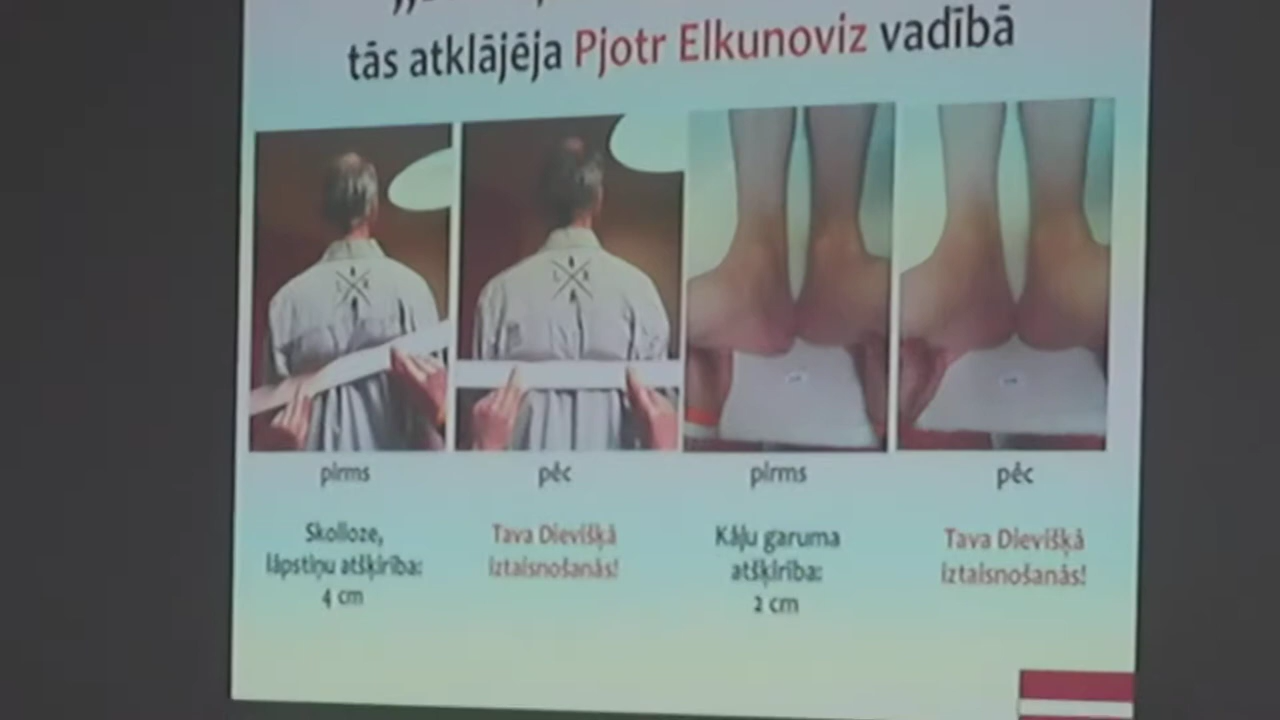 tās atklājēja Pjotr Elkunoviz vadībā
pirms
pēc
pirms
pēc
Skolioze,
lāpstiņu atšķirība:
4 cm
Tava Dievišķā
iztaisnošanās!
Kāju garuma
atšķirība:
2 cm
Tava Dievišķā
iztaisnošanās!